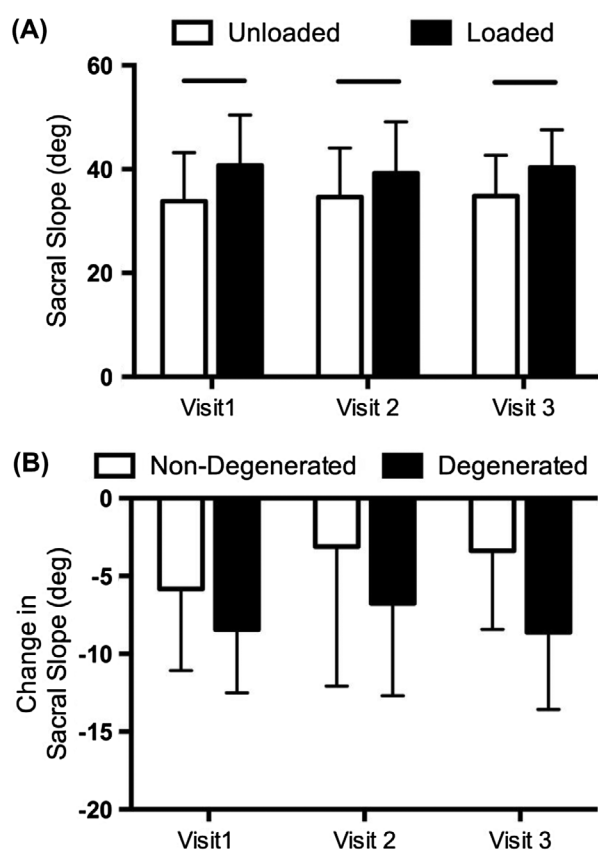 (A) Unloaded Loaded
60
40
20
0
Sacral Slope (deg)
Visit1 Visit 2 Visit 3
(B) Non-Degenerated Degenerated
0
-5
-10
-15
-20
Change in
Sacral Slope (deg)
Visit1 Visit 2 Visit 3